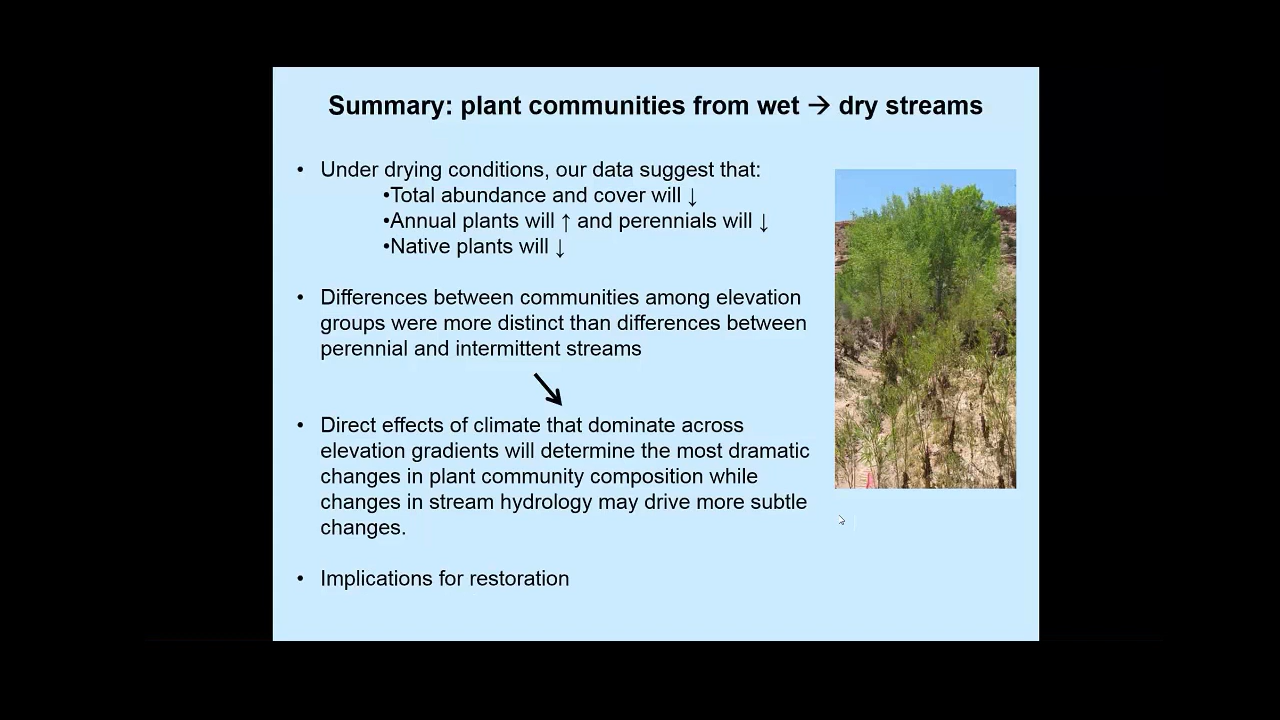 Summary: plant communities from wet → dry streams
• Under drying conditions, our data suggest that:
•Total abundance and cover will ↓
•Annual plants will ↑ and perennials will ↓
•Native plants will ↓
• Differences between communities among elevation
groups were more distinct than differences between
perennial and intermittent streams
• Direct effects of climate that dominate across
elevation gradients will determine the most dramatic
changes in plant community composition while
changes in stream hydrology may drive more subtle
changes.
• Implications for restoration